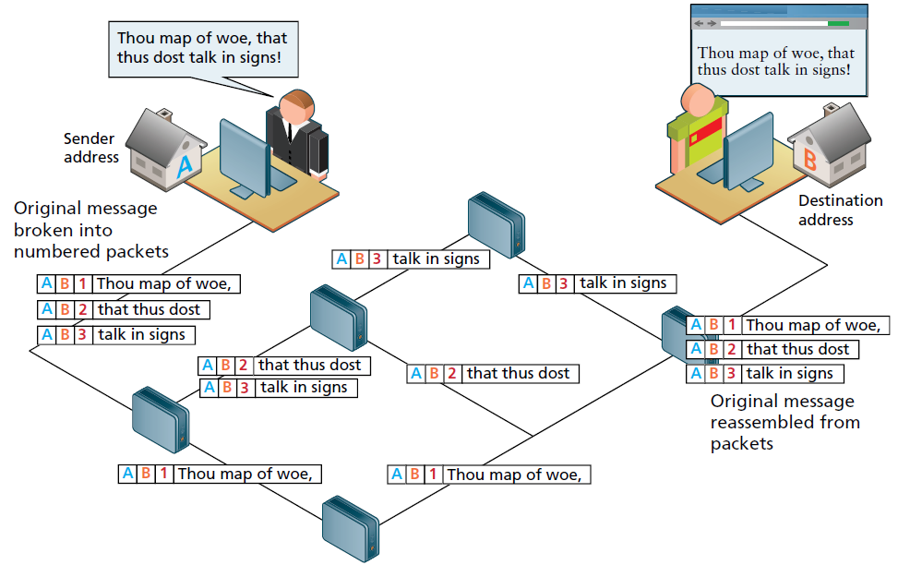 Thou map of woe, that
thus dost talk in signs!
Thou map of woe, that
thus dost talk in signs!
Sender
address
A
B
Destination
address
Original message
broken into
numbered packets
A B 3 talk in signs
A B 1 Thou map of woe,
A B 3 talk in signs
A B 2 that thus dost
A B 3 talk in signs
A B 1 Thou map of woe,
A B 2 that thus dost
A B 3 talk in signs
A B 2 that thus dost
A B 3 talk in signs
A B 2 that thus dost
Original message
reassembled from
packets
A B 1 Thou map of woe,
A B 1 Thou map of woe,